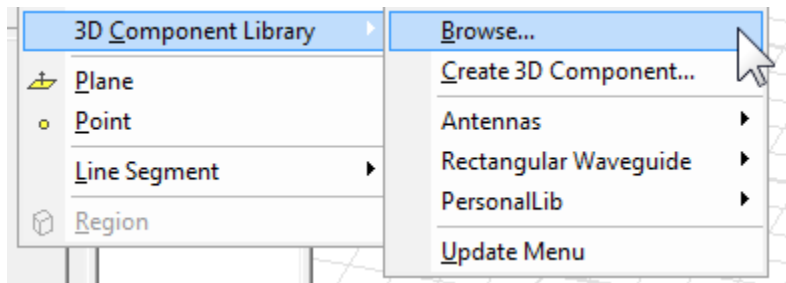 3D Component Library
Plane
Point
Line Segment
Region
Browse...
Create 3D Component...
Antennas
Rectangular Waveguide
PersonalLib
Update Menu